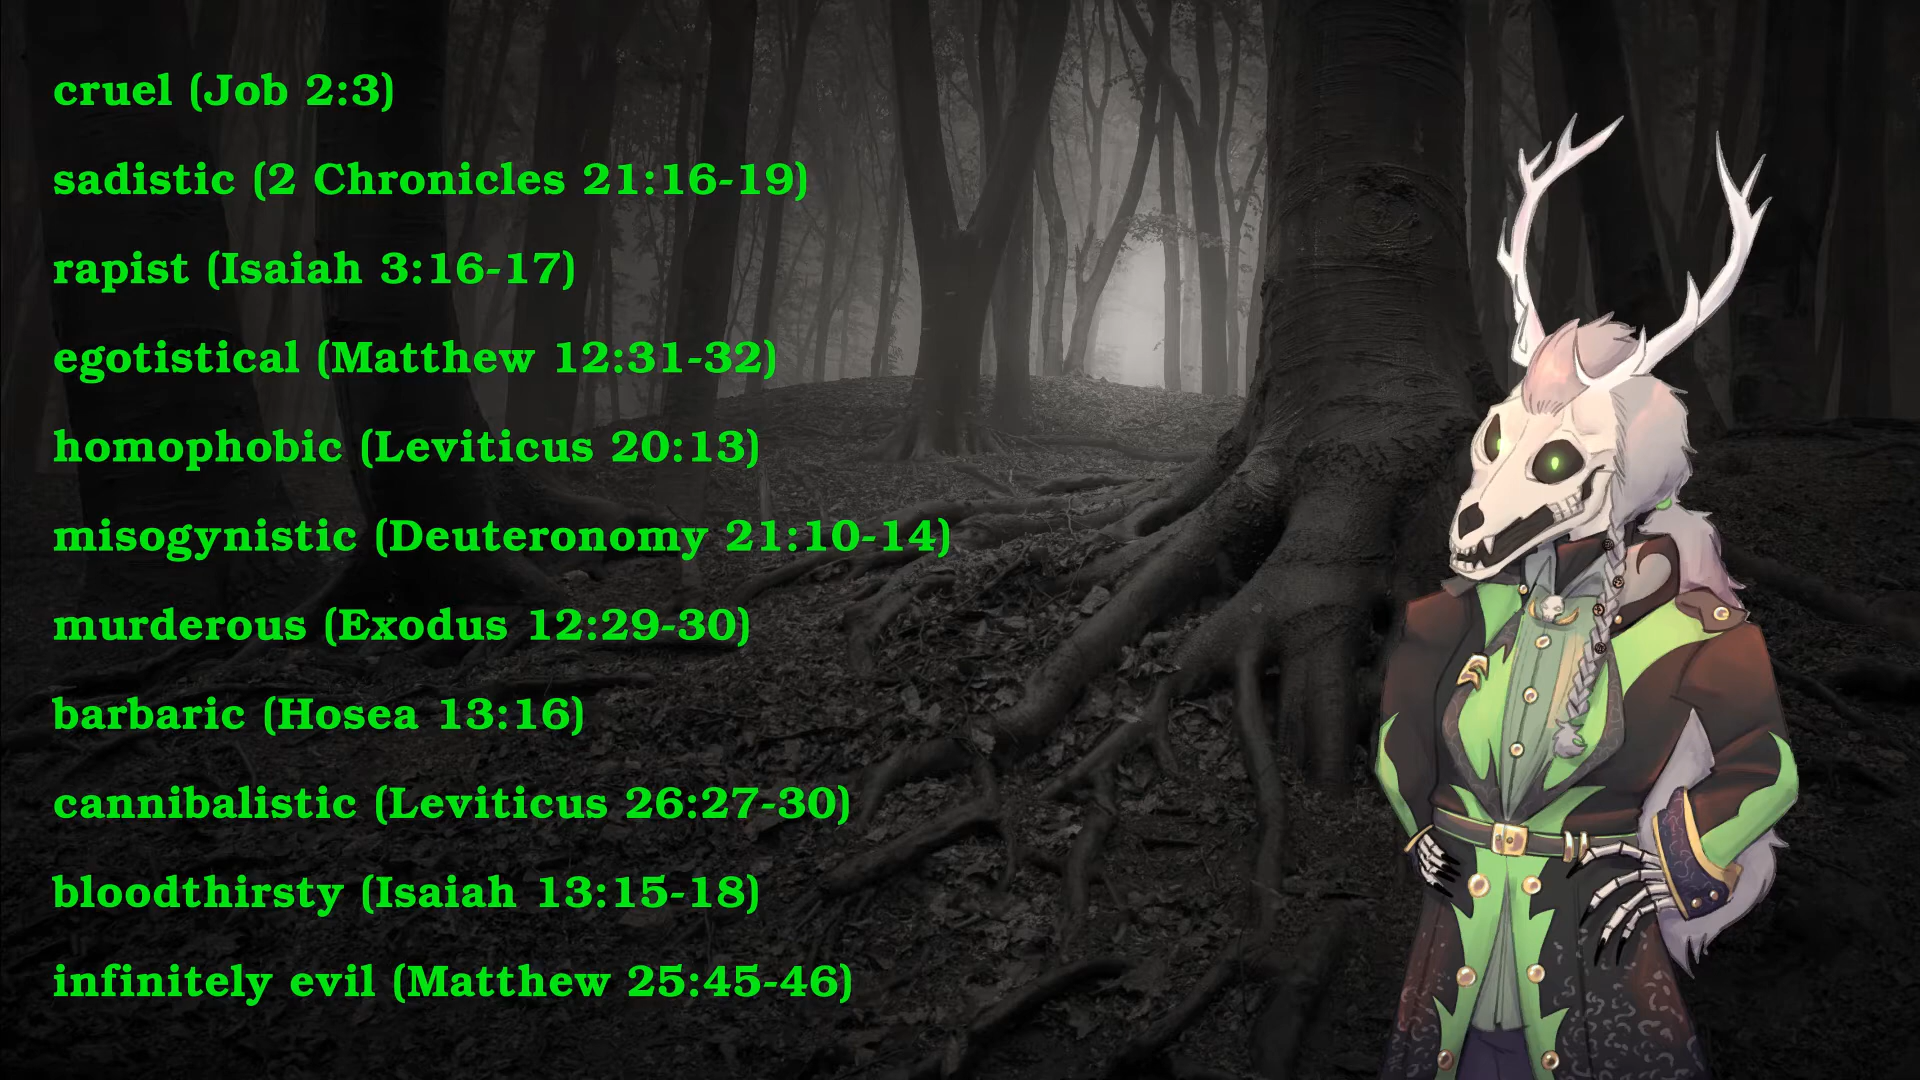 cruel (Job 2:3)
sadistic (2 Chronicles 21:16-19)
rapist (Isaiah 3:16-17)
egotistical (Matthew 12:31-32)
homophobic (Leviticus 20:13)
misogynistic (Deuteronomy 21:10-14)
murderous (Exodus 12:29-30)
barbaric (Hosea 13:16)
cannibalistic (Leviticus 26:27-30)
bloodthirsty (Isaiah 13:15-18)
infinitely evil (Matthew 25:45-46)